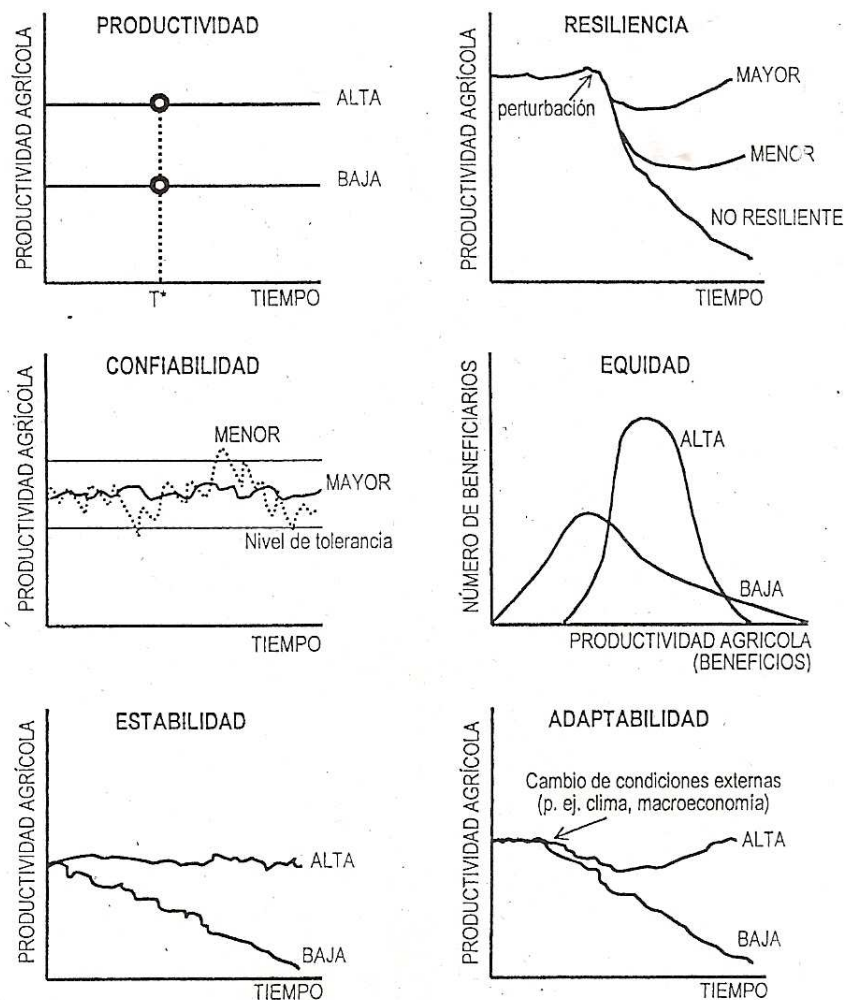 PRODUCTIVIDAD
PRODUCTIVIDAD AGRÍCOLA
ALTA
BAJA
T*
TIEMPO
RESILIENCIA
PRODUCTIVIDAD AGRÍCOLA
perturbación
MAYOR
MENOR
NO RESILIENTE
TIEMPO
CONFIABILIDAD
PRODUCTIVIDAD AGRÍCOLA
MENOR
MAYOR
Nivel de tolerancia
TIEMPO
EQUIDAD
NÚMERO DE BENEFICIARIOS
ALTA
BAJA
PRODUCTIVIDAD AGRICOLA
(BENEFICIOS)
ESTABILIDAD
PRODUCTIVIDAD AGRÍCOLA
ALTA
BAJA
TIEMPO
ADAPTABILIDAD
PRODUCTIVIDAD AGRÍCOLA
Cambio de condiciones externas
(p. ej. clima, macroeconomía)
ALTA
BAJA
TIEMPO